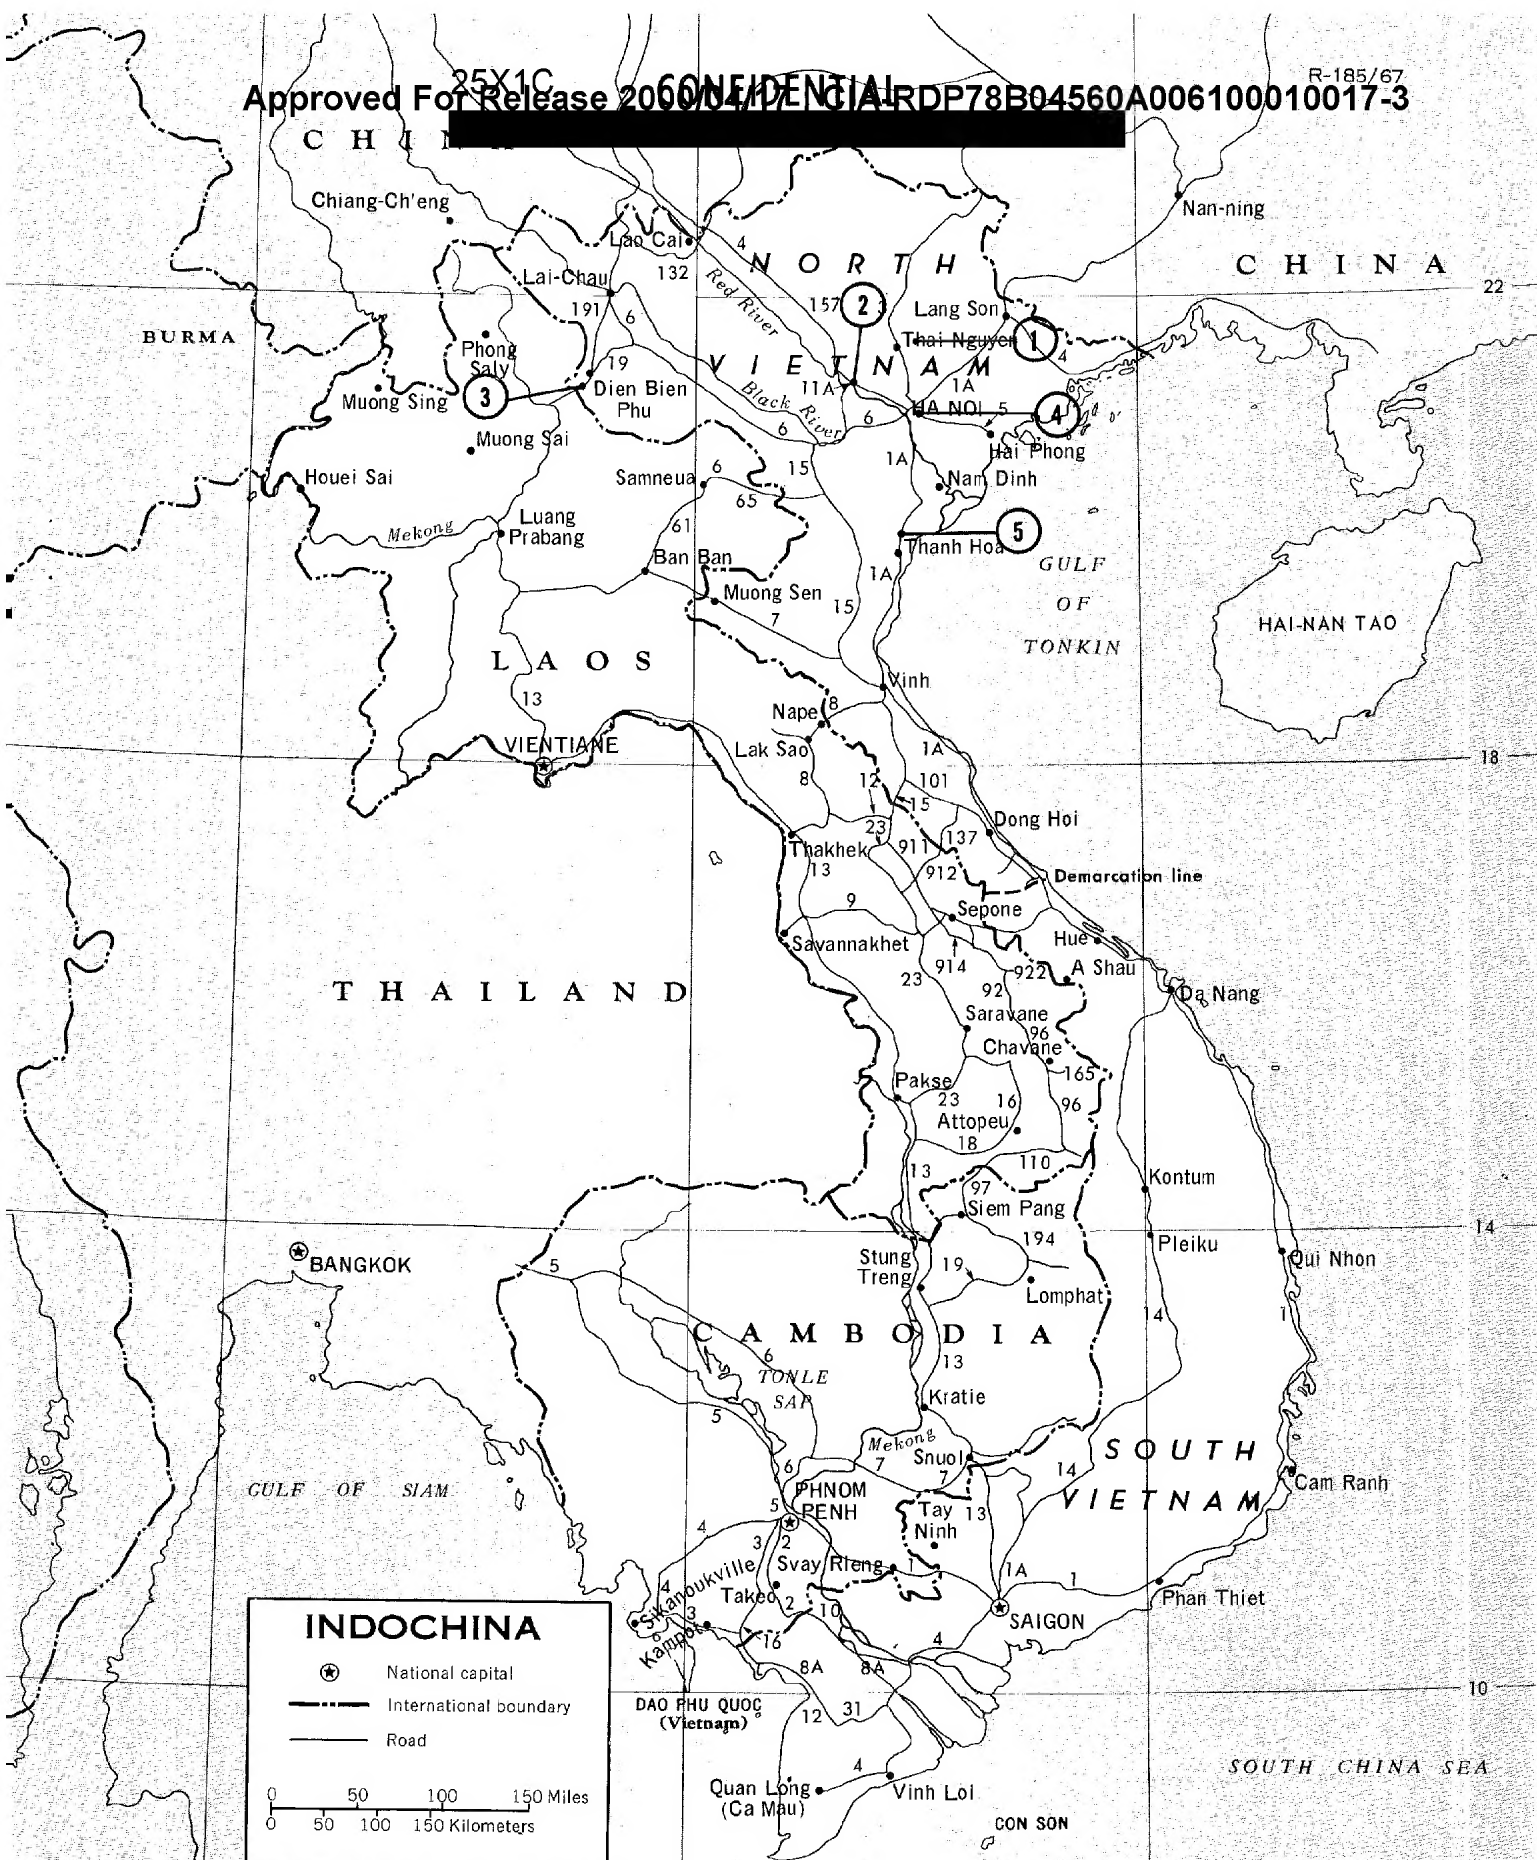 25X1C
CONFIDENTIAL
R-185/67
Approved For Release 2000/04/17 : CIA-RDP78B04560A006100010017-3
CHINA
Chiang-Ch'eng
Nan-ning
Lao Cai
4
NORTH
CHINA
132
Red River
Lai-Chau
22
191
157
2
3
Lang Son
6
BURMA
Phong
Saly
Thai Nguyen
1
4
19
VIETNAM
3
Dien Bien
Phu
11A
1A
Muong Sing
Black River
6
HA NOI
5
4
Muong Sai
6
Hai Phong
1A
Houei Sai
Samneua
6
15
Nam Dinh
65
Mekong
Luang
Prabang
61
5
Thanh Hoa
Ban Ban
1A
GULF
OF
TONKIN
Muong Sen
7
15
HAI-NAN TAO
LAOS
13
Vinh
Nape
8
VIENTIANE
Lak Sao
1A
18
8
12
101
15
Dong Hoi
23
137
Thakhek
911
13
912
Demarcation line
9
Sepone
Savannakhet
Hue
914
922
A Shau
23
92
THAILAND
Da Nang
Saravane
96
Chavane
165
Pakse
23
16
96
Attopeu
18
110
13
97
Kontum
Siem Pang
194
14
Stung
Treng
Pleiku
Qui Nhon
BANGKOK
5
19
Lomphat
14
1
CAMBODIA
6
13
TONLE
SAP
Kratie
5
Mekong
SOUTH
VIETNAM
7
Snuol
6
7
14
Cam Ranh
GULF OF SIAM
PHNOM
PENH
5
Tay
Ninh
13
4
3
2
Svay Rieng
1
1A
1
Phan Thiet
4
Sikanoukville
Takeo
2
10
SAIGON
3
Kampot
16
4
8A
8A
10
DAO PHU QUOC
(Vietnam)
12
31
4
SOUTH CHINA SEA
Quan Long
(Ca Mau)
Vinh Loi
CON SON
INDOCHINA
National capital
International boundary
Road
0 50 100 150 Miles
0 50 100 150 Kilometers